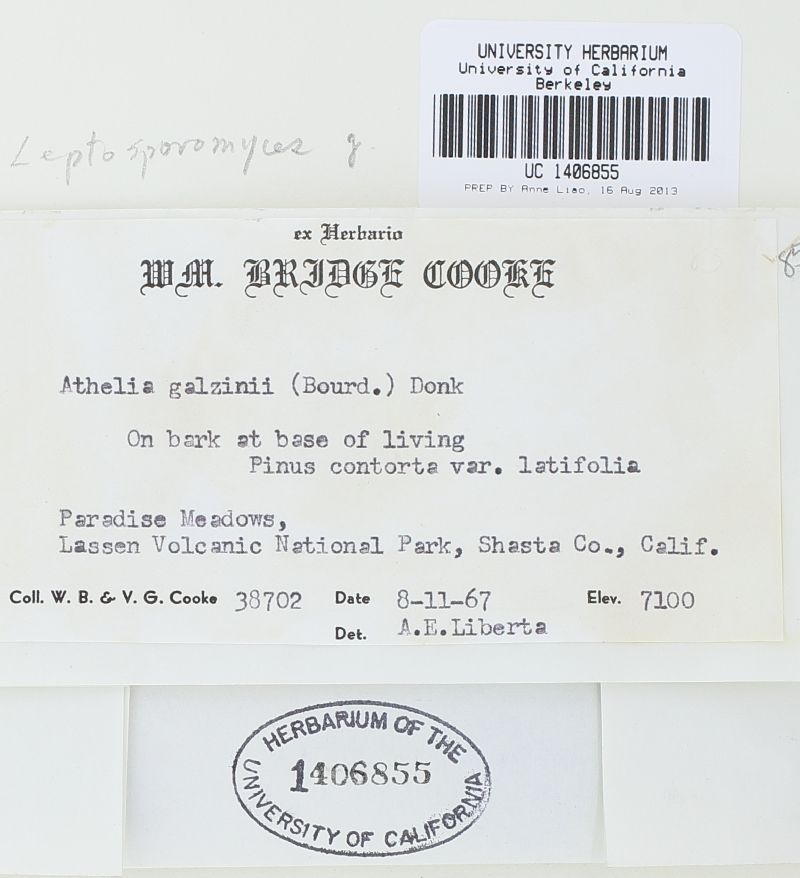 UNIVERSITY HERBARIUM
University of California
Berkeley
UC 1406855
PREP BY Anne Liao, 16 Aug 2013
Leptosporomyces g.
ex Herbario
WM. BRIDGE COOKE
Athelia galzinii (Bourd.) Donk
On bark at base of living
Pinus contorta var. latifolia
Paradise Meadows,
Lassen Volcanic National Park, Shasta Co., Calif.
Coll. W. B. & V. G. Cooke 38702 Date 8-11-67 Elev. 7100
Det. A.E.Liberta
HERBARIUM OF THE
1406855
UNIVERSITY OF CALIFORNIA